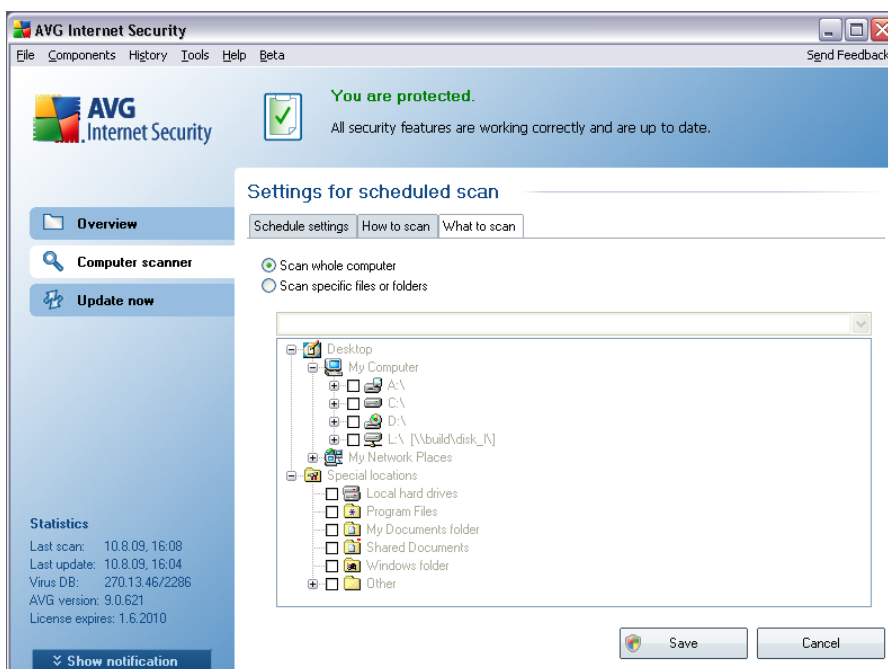 AVG Internet Security
File Components History Tools Help Beta Send Feedback
AVG
Internet Security
You are protected.
All security features are working correctly and are up to date.
Settings for scheduled scan
Overview
Computer scanner
Update now
Schedule settings How to scan What to scan
Scan whole computer
Scan specific files or folders
Desktop
My Computer
A:\
C:\
D:\
L:\ [\\build\disk_l\]
My Network Places
Special locations
Local hard drives
Program Files
My Documents folder
Shared Documents
Windows folder
Other
Statistics
Last scan: 10.8.09, 16:08
Last update: 10.8.09, 16:04
Virus DB: 270.13.46/2286
AVG version: 9.0.621
License expires: 1.6.2010
Show notification
Save Cancel